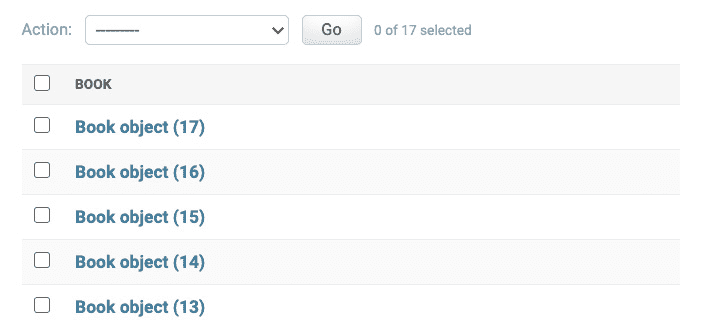 Action: --------- Go 0 of 17 selected
BOOK
Book object (17)
Book object (16)
Book object (15)
Book object (14)
Book object (13)